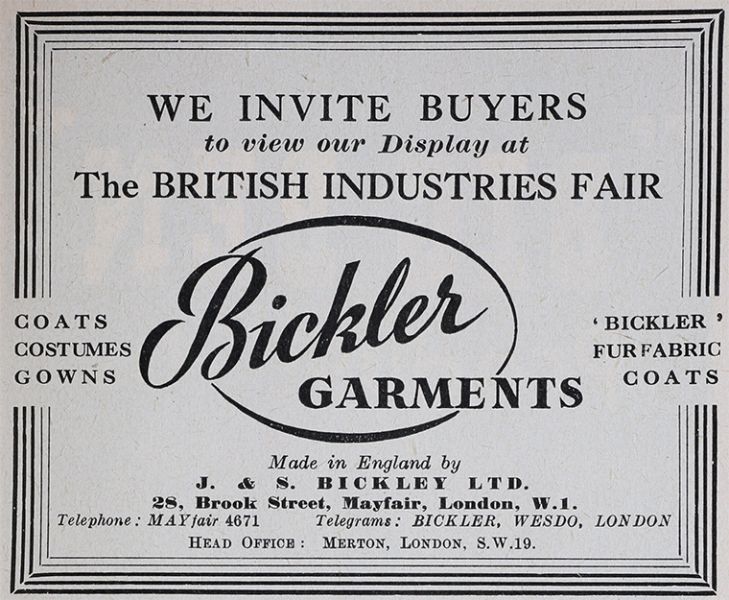 WE INVITE BUYERS
to view our Display at
The BRITISH INDUSTRIES FAIR
Bickler
GARMENTS
COATS
COSTUMES
GOWNS
‘BICKLER’
FUR FABRIC
COATS
Made in England by
J. & S. BICKLEY LTD.
28, Brook Street, Mayfair, London, W.1.
Telephone: MAYfair 4671 Telegrams: BICKLER, WESDO, LONDON
HEAD OFFICE: MERTON, LONDON, S.W.19.